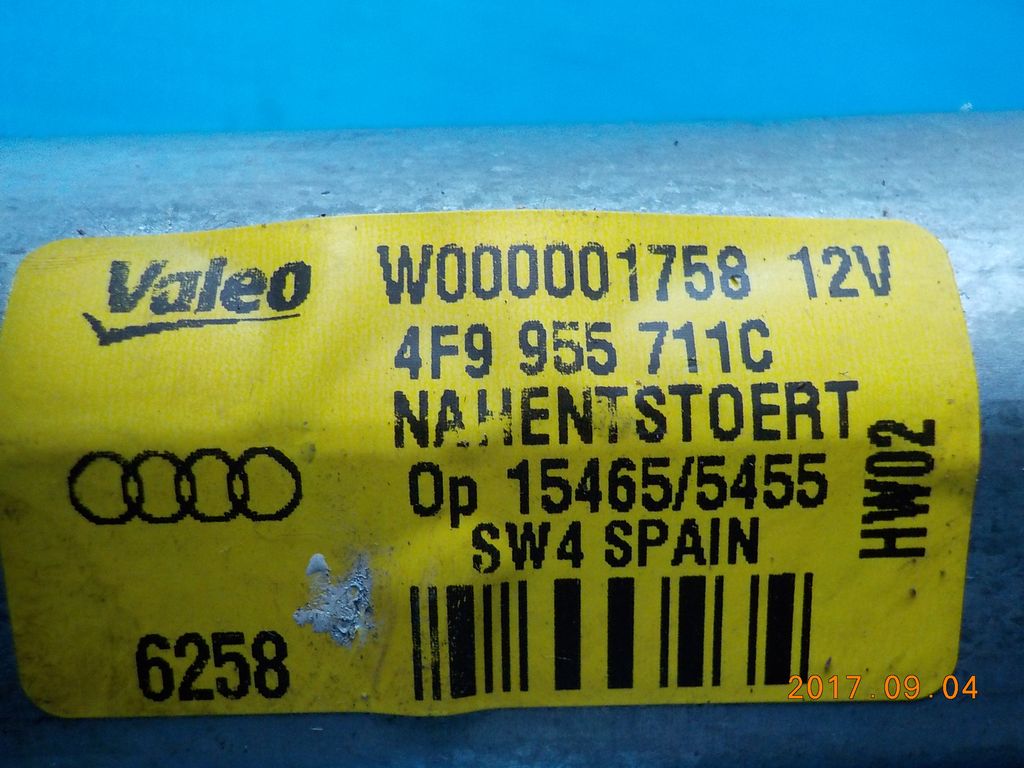 Valeo W000001758 12V
4F9 955 711C
NAHENTSTOERT
Op 15465/5455
SW4 SPAIN
HW02
6258
2017.09.04